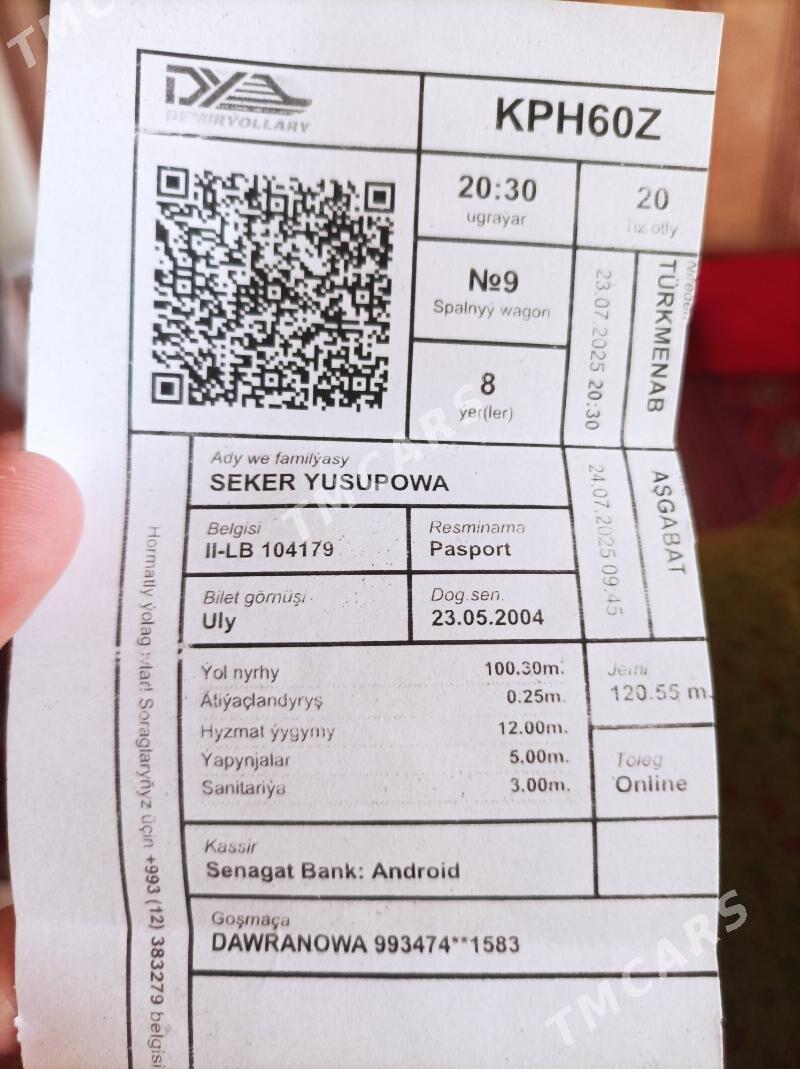 DYA
DEMIRÝOLLARY
KPH60Z
20:30
ugraýar
20
Tiz otly
№9
Spalnyý wagon
8
ýer(ler)
Nireden
TÜRKMENAB
23.07.2025 20:30
AŞGABAT
24.07.2025 09:45
Ady we familýasy
SEKER YUSUPOWA
Belgisi
II-LB 104179
Resminama
Pasport
Bilet görnüşi
Uly
Dog.sen.
23.05.2004
Ýol nyrhy 100.30m.
Ätiýaçlandyryş 0.25m.
Hyzmat ýygymy 12.00m.
Ýapynjalar 5.00m.
Sanitariýa 3.00m.
Jemi
120.55 m.
Töleg
Online
Kassir
Senagat Bank: Android
Goşmaça
DAWRANOWA 993474**1583
Hormatly ýolagçylar! Soraglaryňyz üçin +993 (12) 383279 belgisi
TMCARS
TMCARS